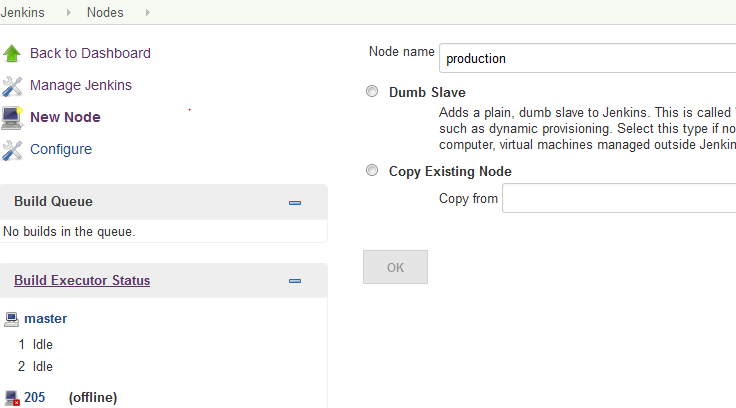 Jenkins
Nodes
Back to Dashboard
Manage Jenkins
New Node
Configure
Build Queue
No builds in the queue.
Build Executor Status
master
1 Idle
2 Idle
205 (offline)
Node name production
Dumb Slave
Adds a plain, dumb slave to Jenkins. This is called '
such as dynamic provisioning. Select this type if no
computer, virtual machines managed outside Jenkin
Copy Existing Node
Copy from
OK